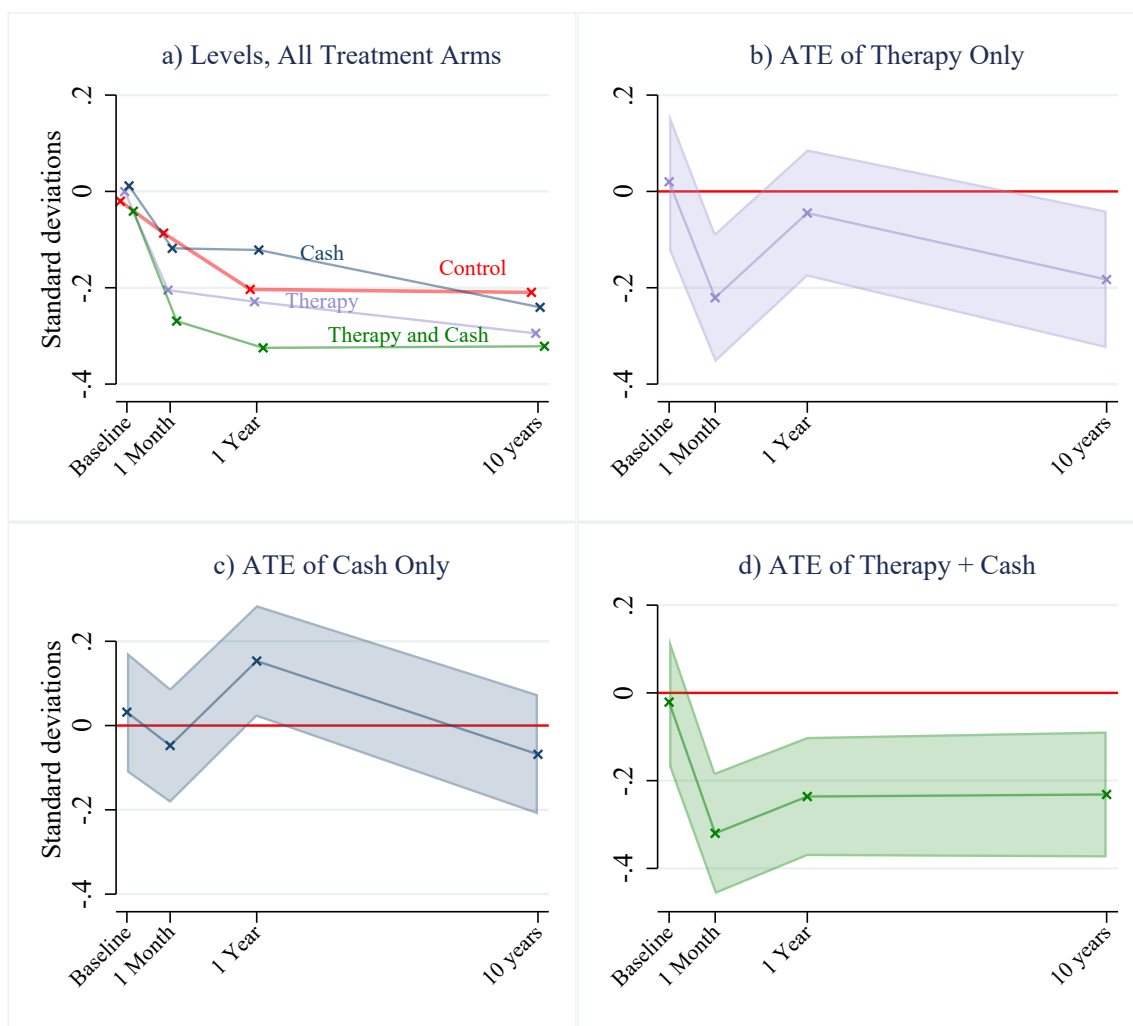 a) Levels, All Treatment Arms
Standard deviations
.2
0
-.2
-.4
Cash
Control
Therapy
Therapy and Cash
Baseline
1 Month
1 Year
10 years
b) ATE of Therapy Only
.2
0
-.2
-.4
Baseline
1 Month
1 Year
10 years
c) ATE of Cash Only
Standard deviations
.2
0
-.2
-.4
Baseline
1 Month
1 Year
10 years
d) ATE of Therapy + Cash
.2
0
-.2
-.4
Baseline
1 Month
1 Year
10 years